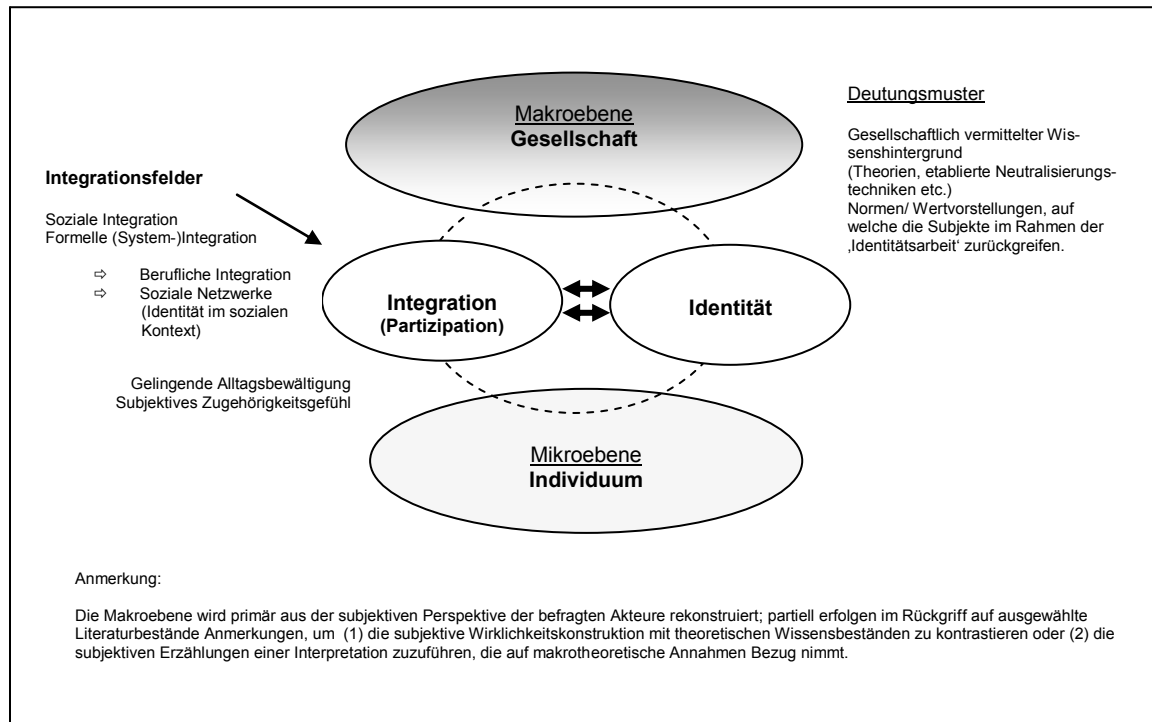 Makroebene
Gesellschaft
Deutungsmuster
Gesellschaftlich vermittelter Wis-
senshintergrund
(Theorien, etablierte Neutralisierungs-
techniken etc.)
Normen/ Wertvorstellungen, auf
welche die Subjekte im Rahmen der
‚Identitätsarbeit‘ zurückgreifen.
Integrationsfelder
Soziale Integration
Formelle (System-)Integration
⇨ Berufliche Integration
⇨ Soziale Netzwerke
(Identität im sozialen
Kontext)
Gelingende Alltagsbewältigung
Subjektives Zugehörigkeitsgefühl
Integration
(Partizipation)
Identität
Mikroebene
Individuum
Anmerkung:
Die Makroebene wird primär aus der subjektiven Perspektive der befragten Akteure rekonstruiert; partiell erfolgen im Rückgriff auf ausgewählte
Literaturbestände Anmerkungen, um (1) die subjektive Wirklichkeitskonstruktion mit theoretischen Wissensbeständen zu kontrastieren oder (2) die
subjektiven Erzählungen einer Interpretation zuzuführen, die auf makrotheoretische Annahmen Bezug nimmt.